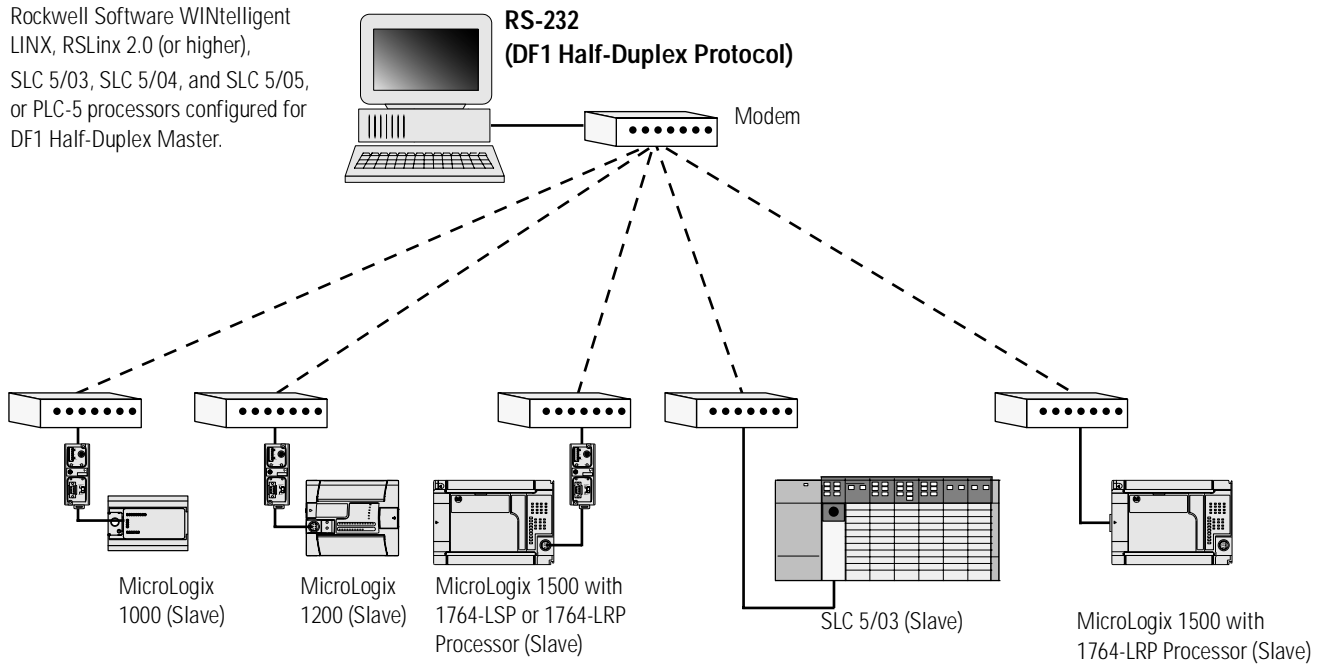 Rockwell Software WINtelligent
LINX, RSLinx 2.0 (or higher),
SLC 5/03, SLC 5/04, and SLC 5/05,
or PLC-5 processors configured for
DF1 Half-Duplex Master.
RS-232
(DF1 Half-Duplex Protocol)
Modem
MicroLogix
1000 (Slave)
MicroLogix
1200 (Slave)
MicroLogix 1500 with
1764-LSP or 1764-LRP
Processor (Slave)
SLC 5/03 (Slave)
MicroLogix 1500 with
1764-LRP Processor (Slave)